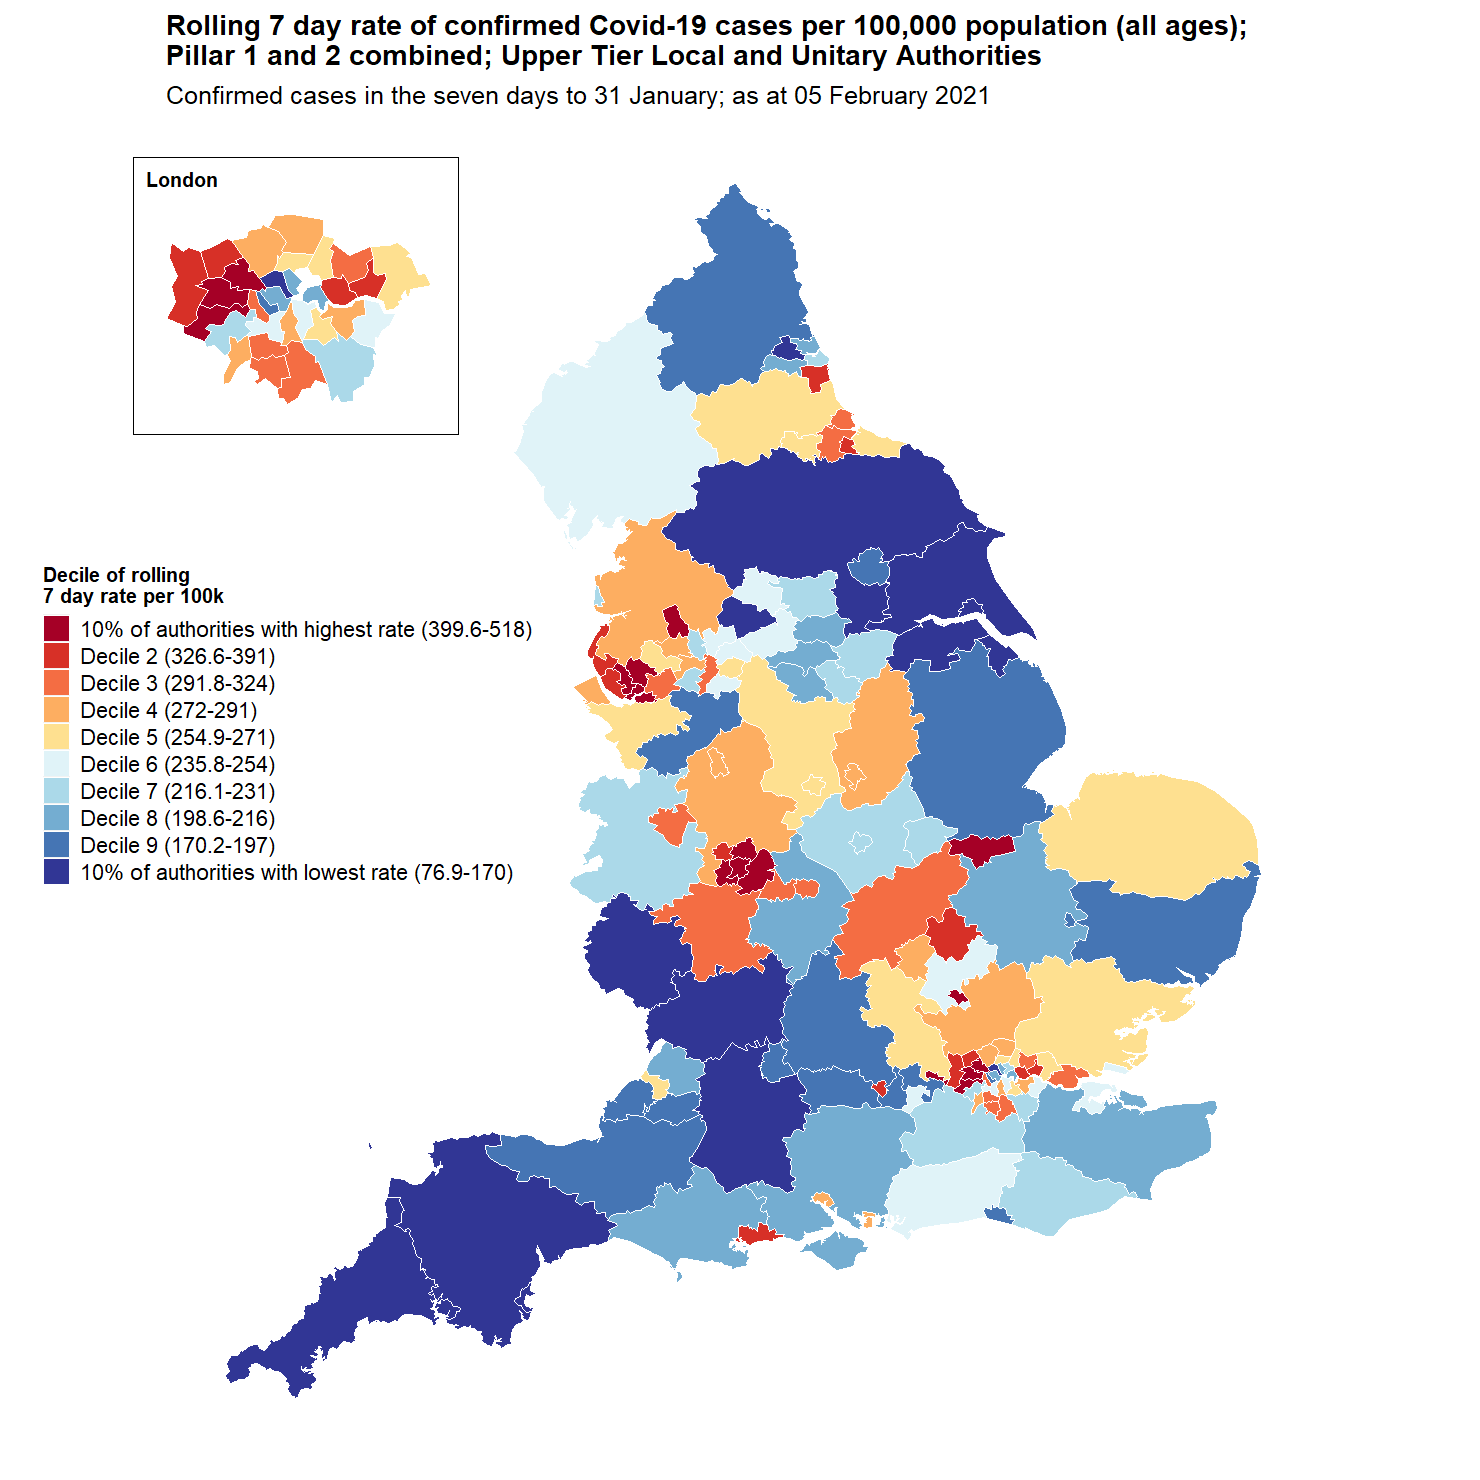 Rolling 7 day rate of confirmed Covid-19 cases per 100,000 population (all ages);
Pillar 1 and 2 combined; Upper Tier Local and Unitary Authorities
Confirmed cases in the seven days to 31 January; as at 05 February 2021
London
Decile of rolling
7 day rate per 100k
10% of authorities with highest rate (399.6-518)
Decile 2 (326.6-391)
Decile 3 (291.8-324)
Decile 4 (272-291)
Decile 5 (254.9-271)
Decile 6 (235.8-254)
Decile 7 (216.1-231)
Decile 8 (198.6-216)
Decile 9 (170.2-197)
10% of authorities with lowest rate (76.9-170)